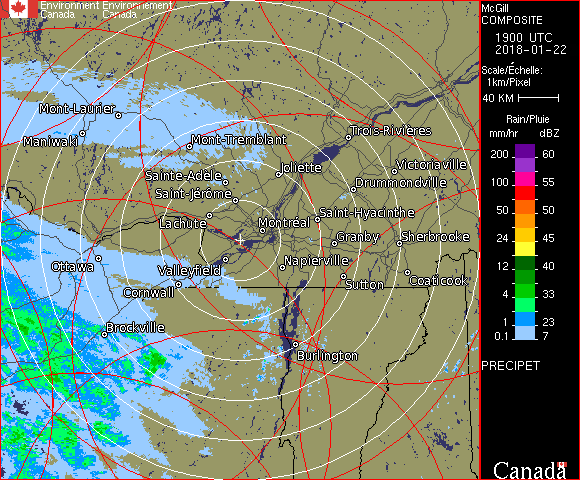 Environment Environnement
Canada Canada
McGill
COMPOSITE
1900 UTC
2018-01-22
Scale/Échelle:
1km/Pixel
40 KM
Rain/Pluie
mm/hr dBZ
200 60
100 55
50 50
24 45
12 40
4 33
1 23
0.1 7
PRECIPET
Canada
Mont-Laurier
Maniwaki
Mont-Tremblant
Trois-Rivières
Victoriaville
Joliette
Sainte-Adèle
Drummondville
Saint-Jérôme
Saint-Hyacinthe
Lachute
Montréal
Granby
Sherbrooke
Ottawa
Valleyfield
Napierville
Cornwall
Sutton
Coaticook
Brockville
Burlington